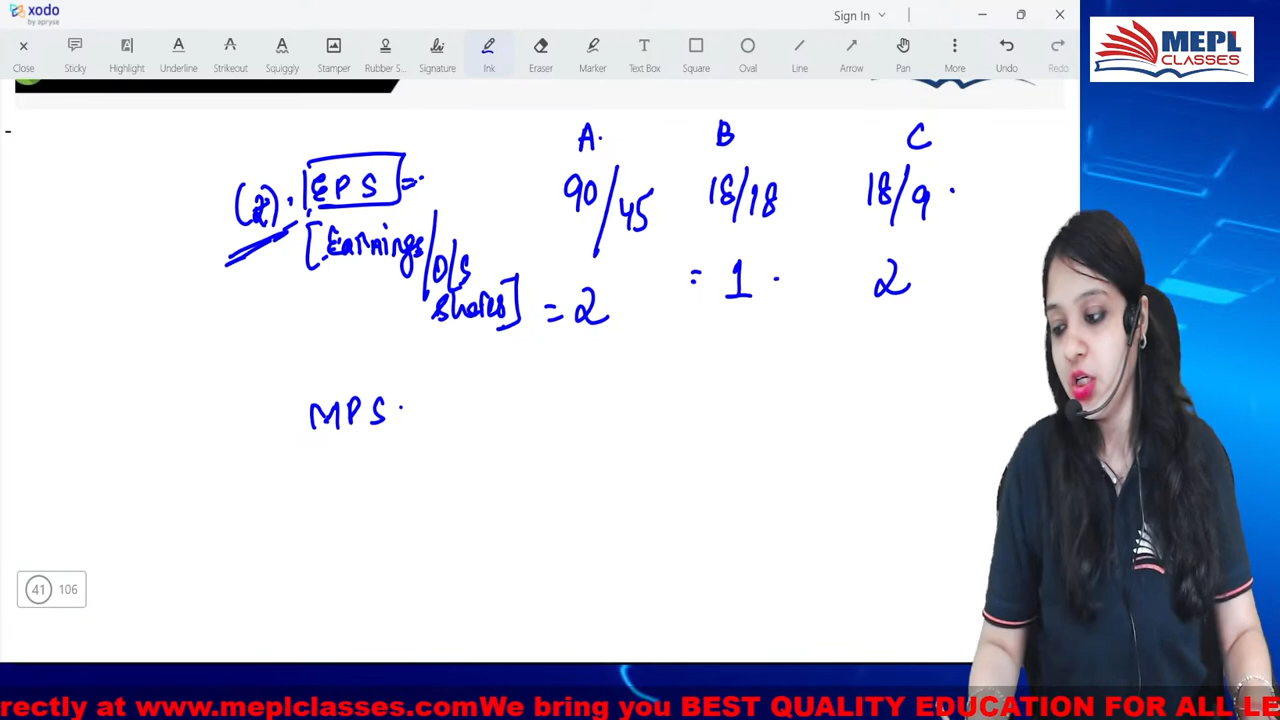 xodo
by apryse
Sign In
Close Sticky Highlight Underline Strikeout Squiggly Stamper Rubber S... Signature Ink Eraser Marker Text Box Square Oval Line Arrow Pan More Undo Redo
MEPL
CLASSES
A. B C
EPS = 90/45 18/18 18/9
[Earnings/O/S
shares] = 2 = 1 2
MPS
41 106
rectly at www.meplclasses.comWe bring you BEST QUALITY EDUCATION FOR ALL LE